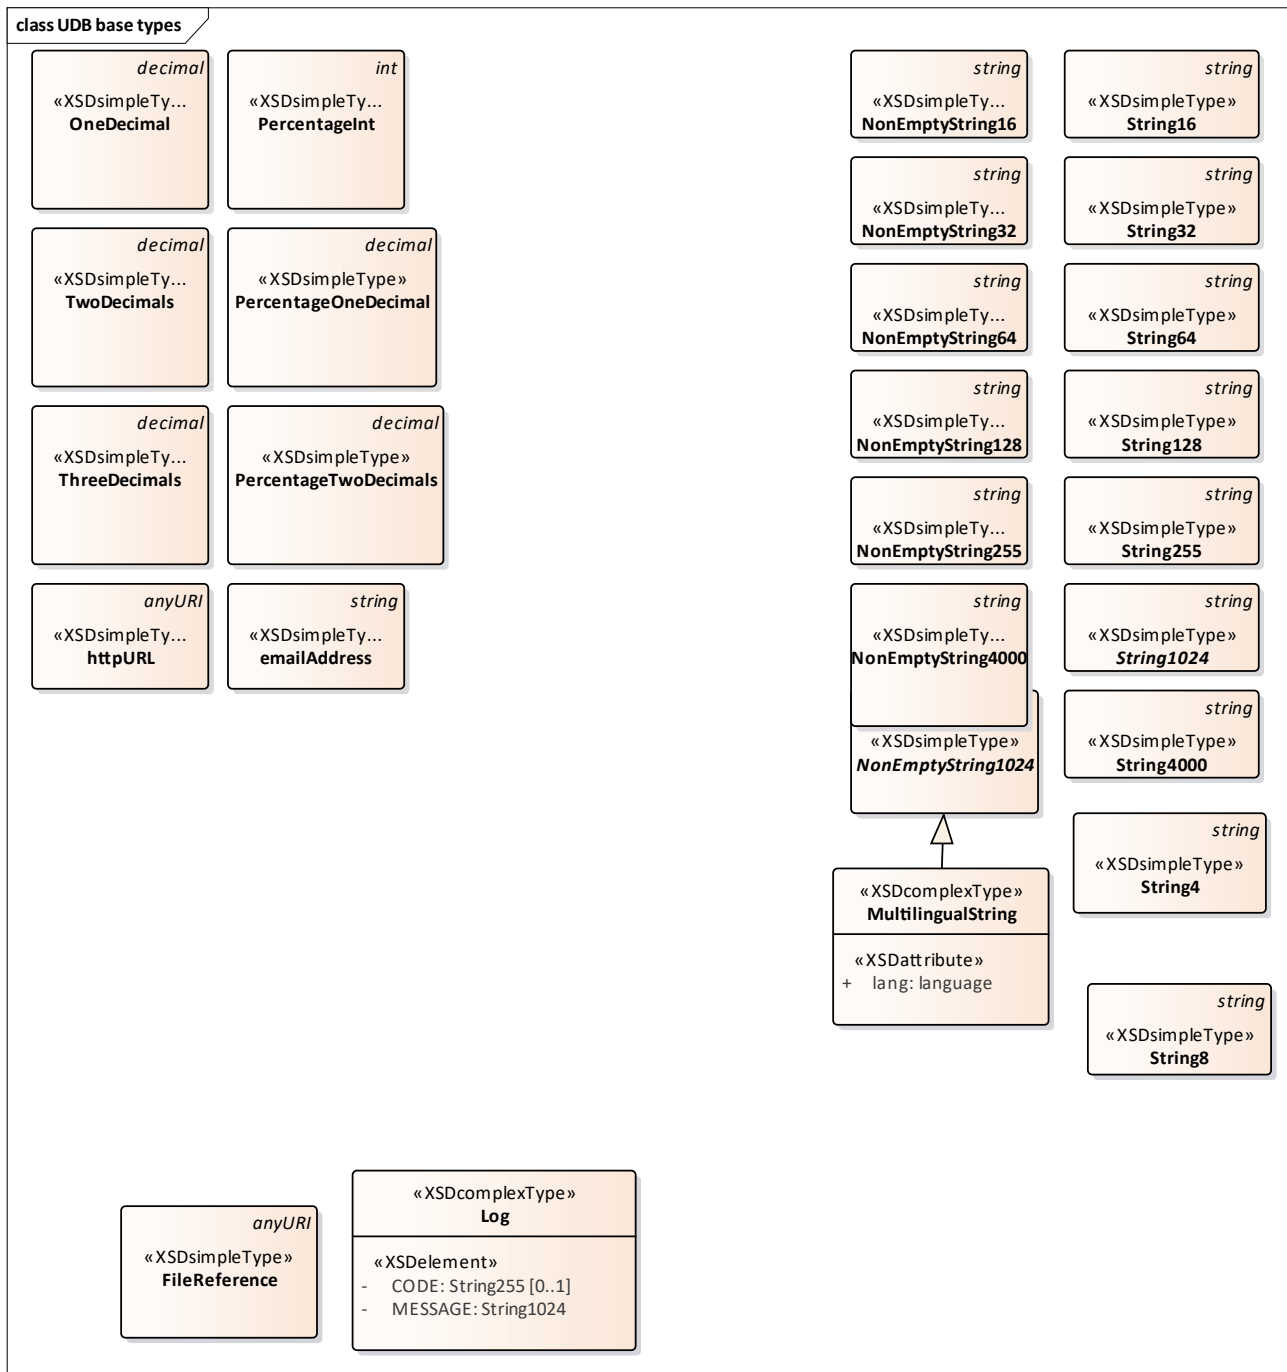 class UDB base types
decimal
«XSDsimpleTy...
OneDecimal
int
«XSDsimpleTy...
PercentageInt
decimal
«XSDsimpleTy...
TwoDecimals
decimal
«XSDsimpleType»
PercentageOneDecimal
decimal
«XSDsimpleTy...
ThreeDecimals
decimal
«XSDsimpleType»
PercentageTwoDecimals
anyURI
«XSDsimpleTy...
httpURL
string
«XSDsimpleTy...
emailAddress
string
«XSDsimpleTy...
NonEmptyString16
string
«XSDsimpleType»
String16
string
«XSDsimpleTy...
NonEmptyString32
string
«XSDsimpleType»
String32
string
«XSDsimpleTy...
NonEmptyString64
string
«XSDsimpleType»
String64
string
«XSDsimpleTy...
NonEmptyString128
string
«XSDsimpleType»
String128
string
«XSDsimpleTy...
NonEmptyString255
string
«XSDsimpleType»
String255
string
«XSDsimpleTy...
NonEmptyString4000
string
«XSDsimpleType»
String1024
«XSDsimpleType»
NonEmptyString1024
string
«XSDsimpleType»
String4000
string
«XSDsimpleType»
String4
«XSDcomplexType»
MultilingualString
«XSDattribute»
+ lang: language
string
«XSDsimpleType»
String8
anyURI
«XSDsimpleType»
FileReference
«XSDcomplexType»
Log
«XSDelement»
- CODE: String255 [0..1]
- MESSAGE: String1024